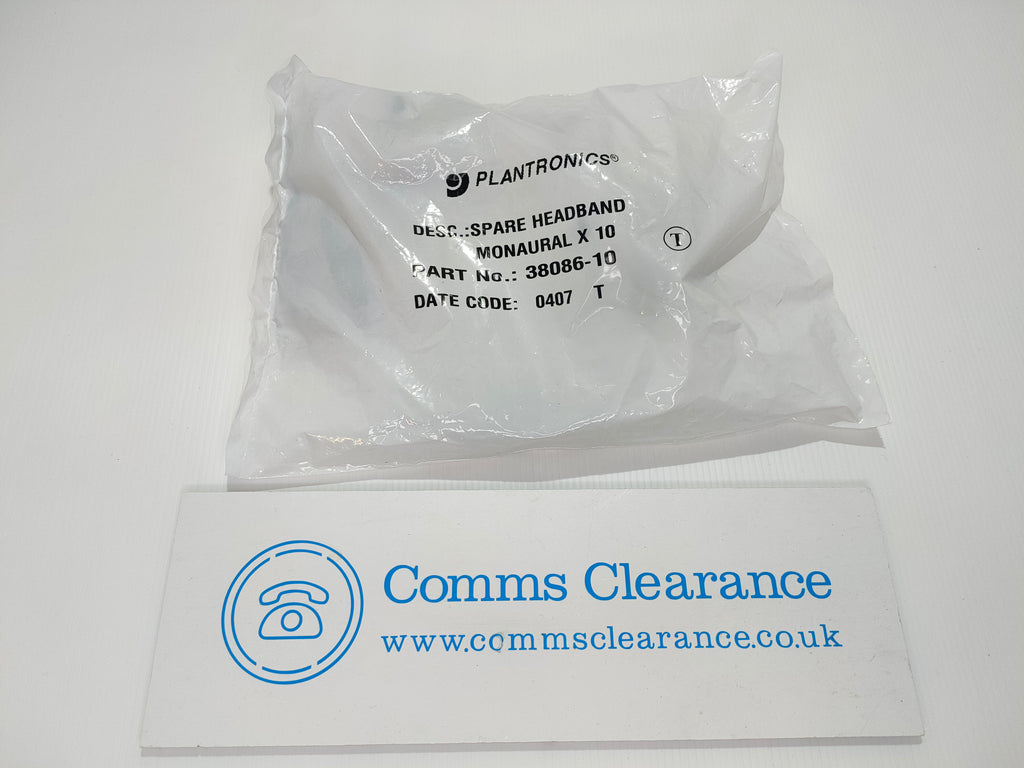 PLANTRONICS®
DESC.:SPARE HEADBAND
MONAURAL X 10
PART No.: 38086-10
DATE CODE: 0407 T
T
Comms Clearance
www.commsclearance.co.uk